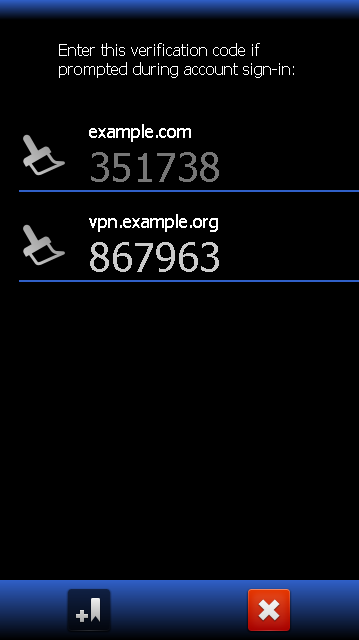 Enter this verification code if
prompted during account sign-in:
example.com
351738
vpn.example.org
867963